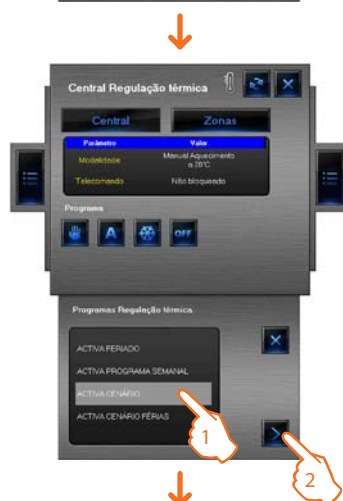 Central Regulação térmica
Central Zonas
Parâmetro Valor
Modalidade Manual Aquecimento
a 20°C
Telecomando Não bloqueado
Programa
A OFF
Programas Regulação térmica
ACTIVA FERIADO
ACTIVA PROGRAMA SEMANAL
ACTIVA CENÁRIO
ACTIVA CENÁRIO FÉRIAS
1
2